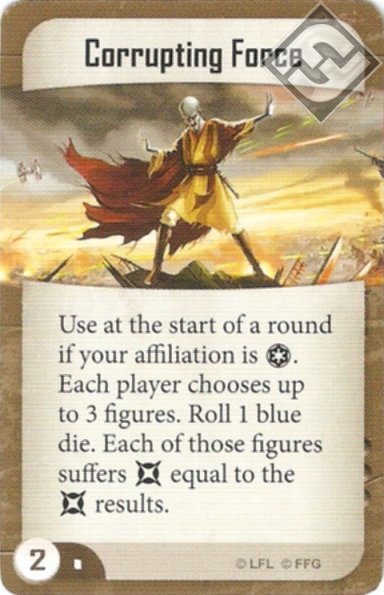 Corrupting Force
Use at the start of a round
if your affiliation is .
Each player chooses up
to 3 figures. Roll 1 blue
die. Each of those figures
suffers equal to the
results.
2
© LFL © FFG